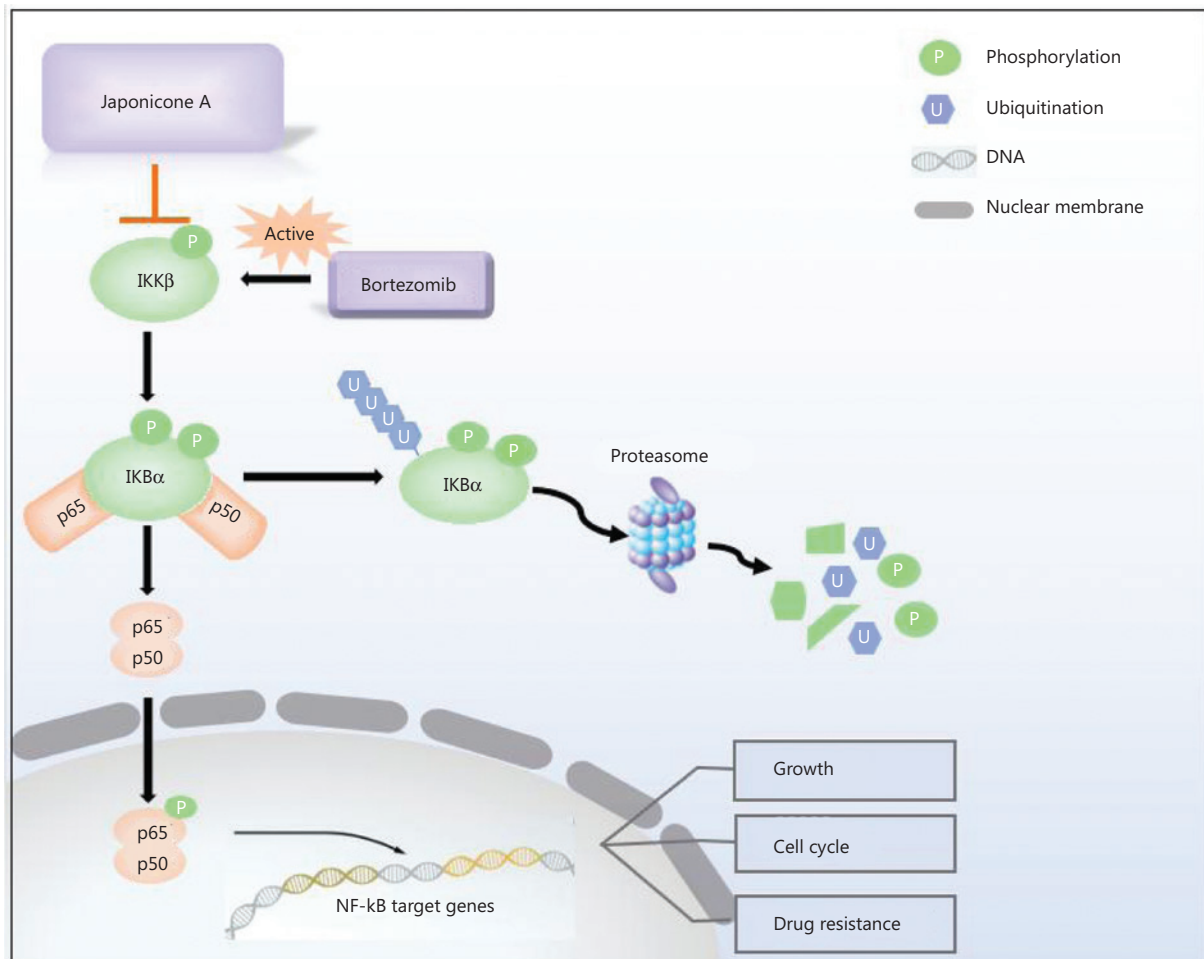 Japonicone A
P
Phosphorylation
U
Ubiquitination
DNA
Nuclear membrane
P
IKKβ
Active
Bortezomib
P
P
IKBα
p65
p50
U
U
U
U
P
P
IKBα
Proteasome
U
P
U
P
U
p65
p50
P
p65
p50
NF-kB target genes
Growth
Cell cycle
Drug resistance